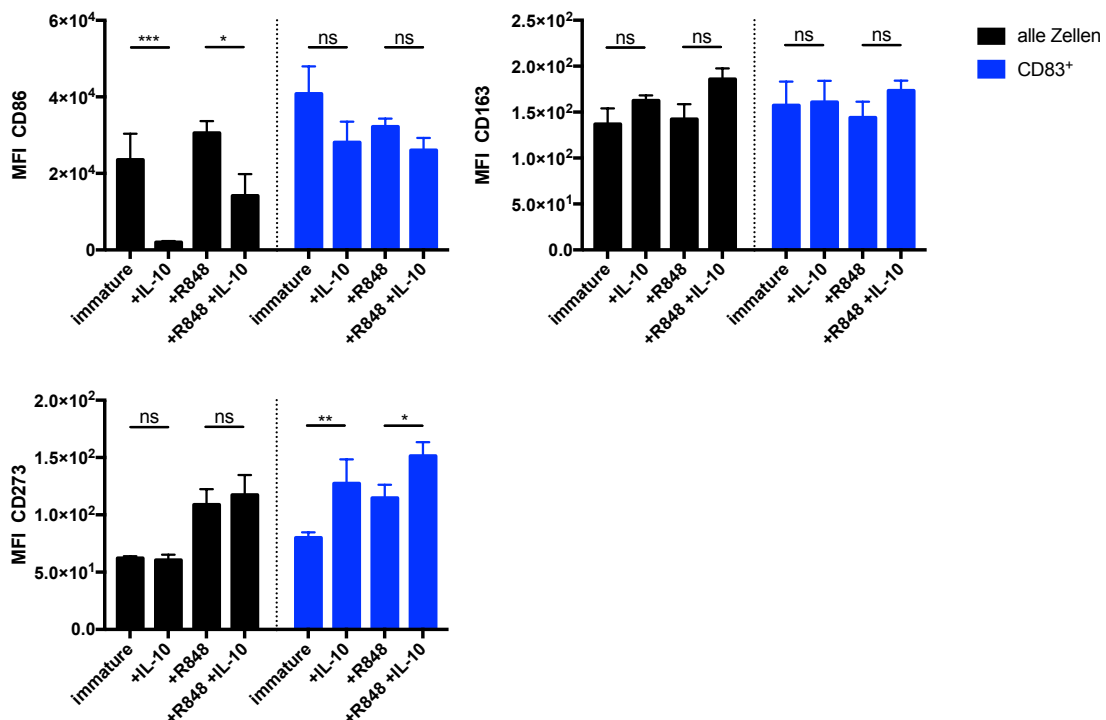 MFI CD86
6×10⁴
4×10⁴
2×10⁴
0
***
*
ns
ns
immature
+IL-10
+R848
+R848 +IL-10
immature
+IL-10
+R848
+R848 +IL-10
MFI CD163
2.5×10²
2.0×10²
1.5×10²
1.0×10²
5.0×10¹
0.0
ns
ns
ns
ns
immature
+IL-10
+R848
+R848 +IL-10
immature
+IL-10
+R848
+R848 +IL-10
alle Zellen
CD83⁺
MFI CD273
2.0×10²
1.5×10²
1.0×10²
5.0×10¹
0.0
ns
ns
**
*
immature
+IL-10
+R848
+R848 +IL-10
immature
+IL-10
+R848
+R848 +IL-10